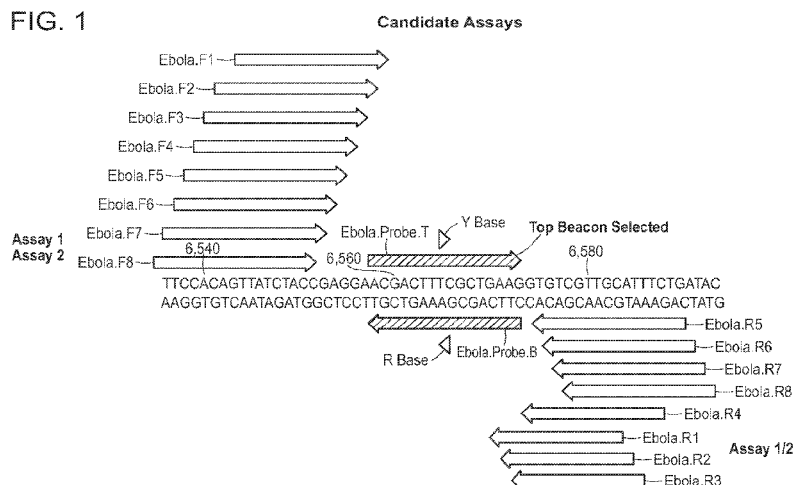 FIG. 1
Candidate Assays
Ebola.F1
Ebola.F2
Ebola.F3
Ebola.F4
Ebola.F5
Ebola.F6
Ebola.F7
Ebola.F8
Assay 1
Assay 2
6,540
6,560
Ebola.Probe.T
Y Base
Top Beacon Selected
6,580
TTCCACAGTTATCTACCGAGGAACGACTTTCGCTGAAGGTGTCGTTGCATTTCTGATAC
AAGGTGTCAATAGATGGCTCCTTGCTGAAAGCGACTTCCACAGCAACGTAAAGACTATG
R Base
Ebola.Probe.B
Ebola.R5
Ebola.R6
Ebola.R7
Ebola.R8
Ebola.R4
Ebola.R1
Ebola.R2
Ebola.R3
Assay 1/2